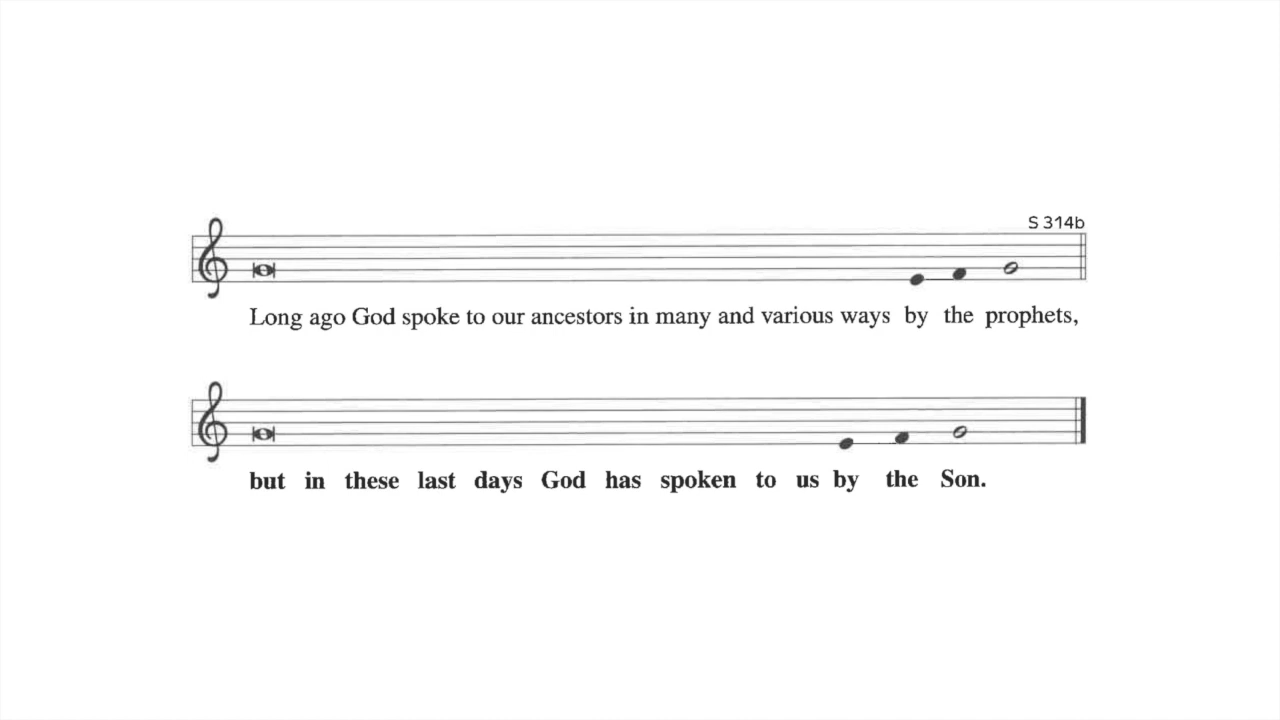 S 314b
Long ago God spoke to our ancestors in many and various ways by the prophets,
but in these last days God has spoken to us by the Son.